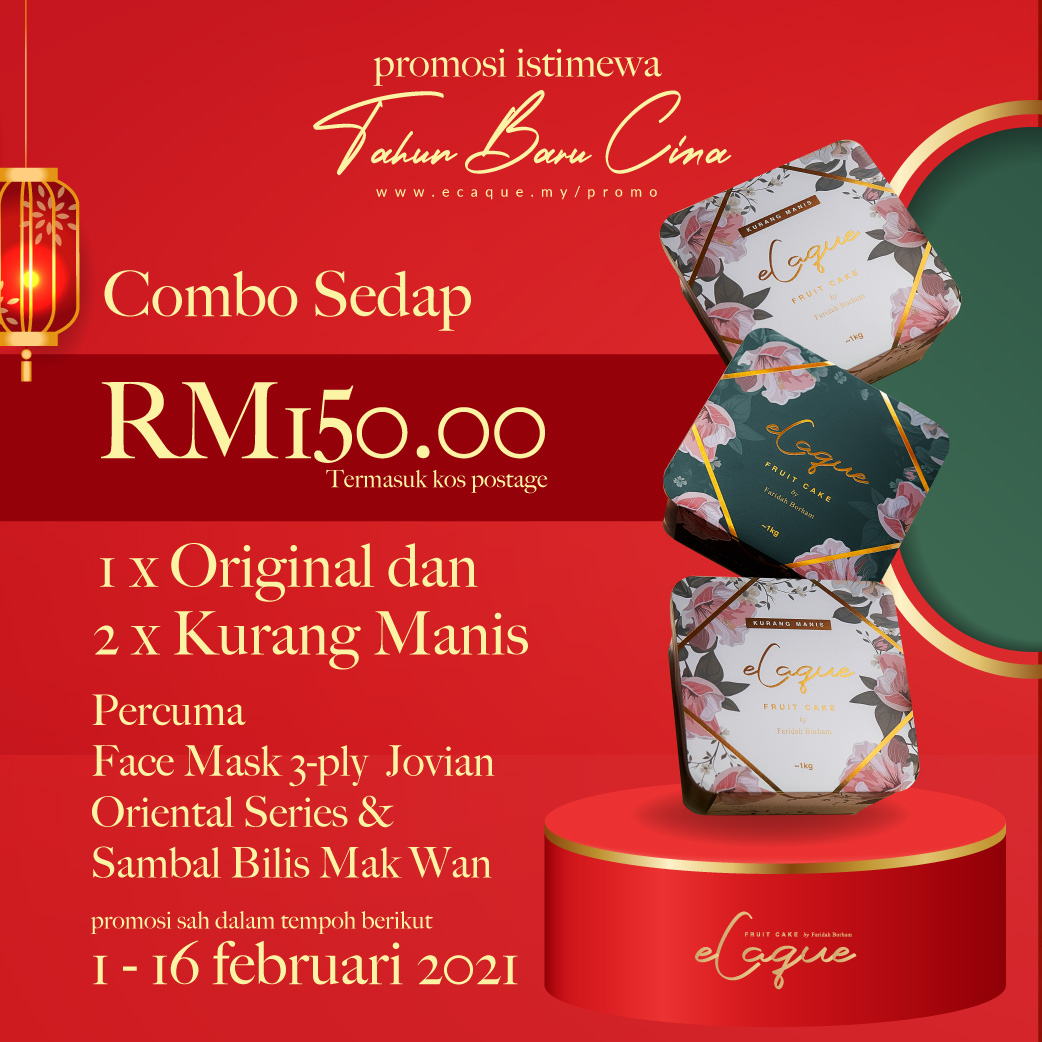 promosi istimewa
Tahun Baru Cina
www.ecaque.my/promo
Combo Sedap
RM150.00
Termasuk kos postage
1 x Original dan
2 x Kurang Manis
Percuma
Face Mask 3-ply Jovian
Oriental Series &
Sambal Bilis Mak Wan
promosi sah dalam tempoh berikut
1 - 16 februari 2021
KURANG MANIS
eCaque
FRUIT CAKE
by
Faridah Borham
~1kg
eCaque
FRUIT CAKE
by
Faridah Borham
~1kg
KURANG MANIS
eCaque
FRUIT CAKE
by
Faridah Borham
~1kg
FRUIT CAKE by Faridah Borham
eCaque